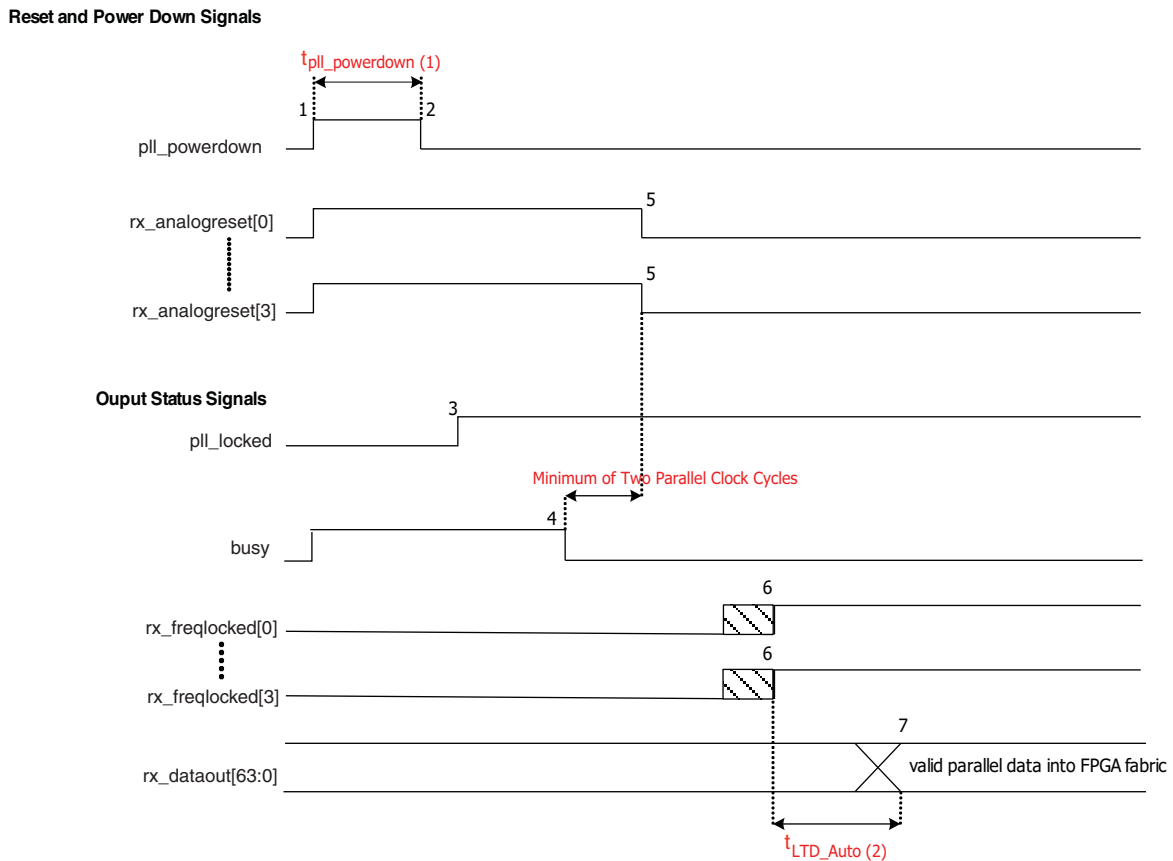 Reset and Power Down Signals
tpll_powerdown (1)
1
2
pll_powerdown
5
rx_analogreset[0]
5
rx_analogreset[3]
Ouput Status Signals
3
pll_locked
Minimum of Two Parallel Clock Cycles
4
busy
6
rx_freqlocked[0]
6
rx_freqlocked[3]
7
rx_dataout[63:0]
valid parallel data into FPGA fabric
tLTD_Auto (2)